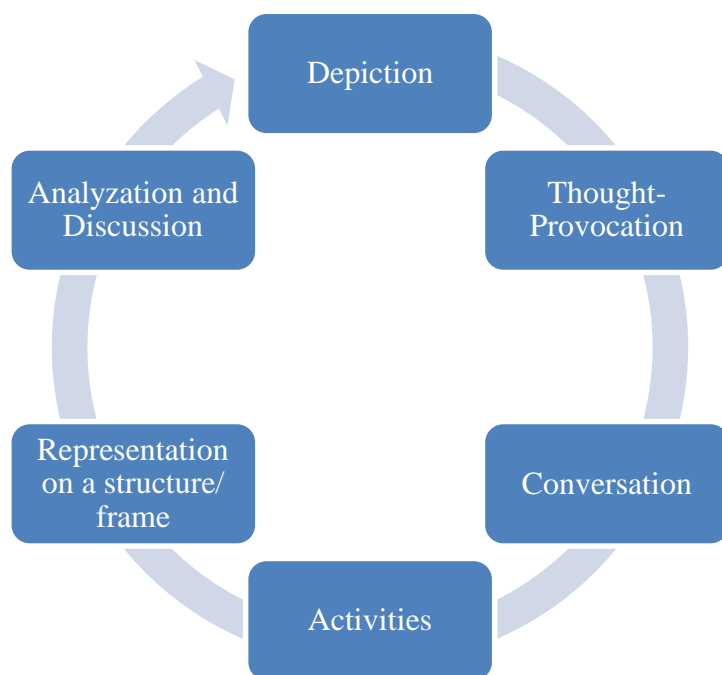 Depiction
Thought-
Provocation
Conversation
Activities
Representation
on a structure/
frame
Analyzation and
Discussion